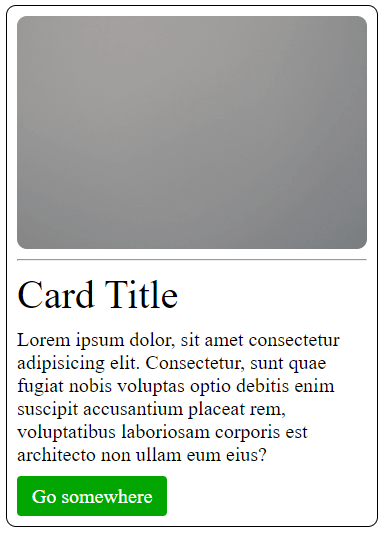 Card Title
Lorem ipsum dolor, sit amet consectetur
adipisicing elit. Consectetur, sunt quae
fugiat nobis voluptas optio debitis enim
suscipit accusantium placeat rem,
voluptatibus laboriosam corporis est
architecto non ullam eum eius?
Go somewhere